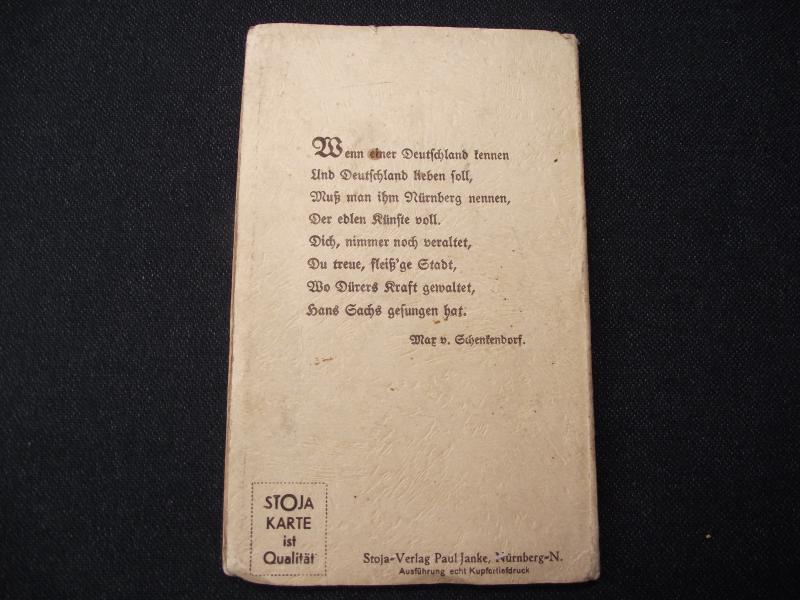 Wenn einer Deutschland kennen
Und Deutschland lieben soll,
Muß man ihm Nürnberg nennen,
Der edlen Künste voll.
Dich, nimmer noch veraltet,
Du treue, fleiß'ge Stadt,
Wo Dürers Kraft gewaltet,
Hans Sachs gesungen hat.
Max v. Schenkendorf.
STOJA
KARTE
ist
Qualität
Stoja-Verlag Paul Janke, Nürnberg-N.
Ausführung echt Kupfertiefdruck